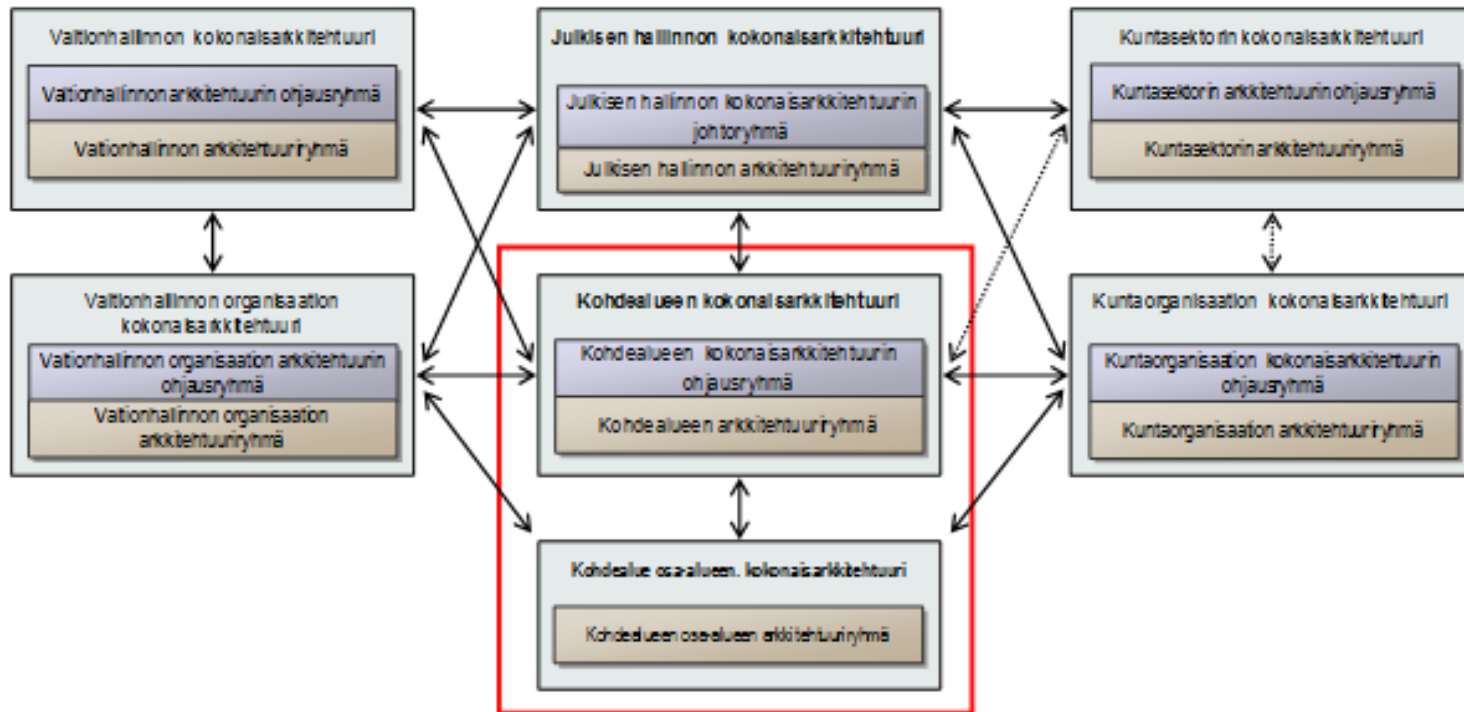 Valtionhallinnon kokonaisarkkitehtuuri
Valtionhallinnon arkkitehtuurin ohjausryhmä
Valtionhallinnon arkkitehtuuriryhmä
Julkisen hallinnon kokonaisarkkitehtuuri
Julkisen hallinnon kokonaisarkkitehtuurin
johtoryhmä
Julkisen hallinnon arkkitehtuuriryhmä
Kuntasektorin kokonaisarkkitehtuuri
Kuntasektorin arkkitehtuurin ohjausryhmä
Kuntasektorin arkkitehtuuriryhmä
Valtionhallinnon organisaation
kokonaisarkkitehtuuri
Valtionhallinnon organisaation arkkitehtuurin
ohjausryhmä
Valtionhallinnon organisaation
arkkitehtuuriryhmä
Kohdealueen kokonaisarkkitehtuuri
Kohdealueen kokonaisarkkitehtuurin
ohjausryhmä
Kohdealueen arkkitehtuuriryhmä
Kuntaorganisaation kokonaisarkkitehtuuri
Kuntaorganisaation kokonaisarkkitehtuurin
ohjausryhmä
Kuntaorganisaation arkkitehtuuriryhmä
Kohdealue osa-alueen. kokonaisarkkitehtuuri
Kohdealueen osa-alueen arkkitehtuuriryhmä